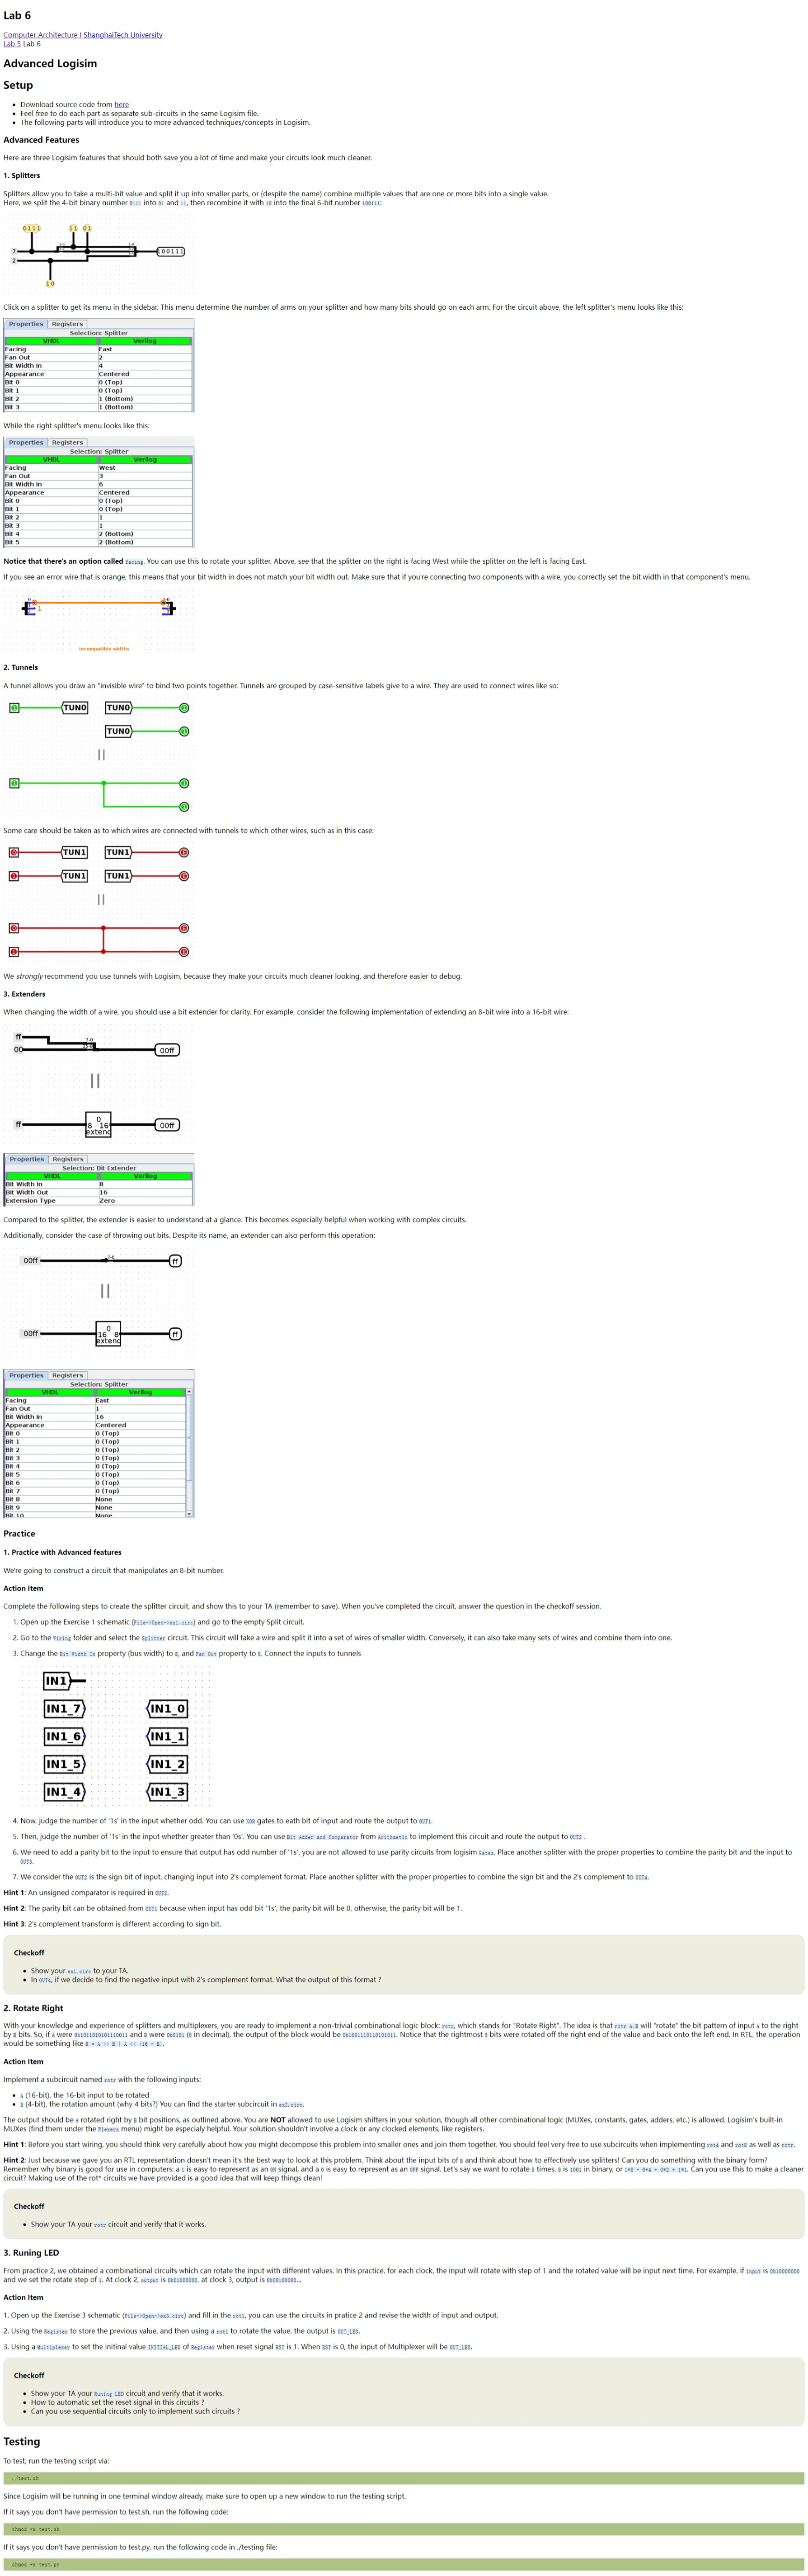 Lab 6
Computer Architecture I ShanghaiTech University
Lab 5 Lab 6
Advanced Logisim
Setup
• Download source code from here
• Feel free to do each part as separate sub-circuits in the same Logisim file.
• The following parts will introduce you to more advanced techniques/concepts in Logisim.
Advanced Features
Here are three Logisim features that should both save you a lot of time and make your circuits look much cleaner.
1. Splitters
Splitters allow you to take a multi-bit value and split it up into smaller parts, or (despite the name) combine multiple values that are one or more bits into a single value.
Here, we split the 4-bit binary number 0111 into 01 and 11, then recombine it with 10 into the final 6-bit number 100111:
0111 11 01
7
2
100111
10
Click on a splitter to get its menu in the sidebar. This menu determine the number of arms on your splitter and how many bits should go on each arm. For the circuit above, the left splitter's menu looks like this:
Properties Registers
Selection: Splitter
VHDL Verilog
Facing East
Fan Out 2
Bit Width In 4
Appearance Centered
Bit 0 0 (Top)
Bit 1 0 (Top)
Bit 2 1 (Bottom)
Bit 3 1 (Bottom)
While the right splitter's menu looks like this:
Properties Registers
Selection: Splitter
VHDL Verilog
Facing West
Fan Out 3
Bit Width In 6
Appearance Centered
Bit 0 0 (Top)
Bit 1 0 (Top)
Bit 2 1
Bit 3 1
Bit 4 2 (Bottom)
Bit 5 2 (Bottom)
Notice that there's an option called facing. You can use this to rotate your splitter. Above, see that the splitter on the right is facing West while the splitter on the left is facing East.
If you see an error wire that is orange, this means that your bit width in does not match your bit width out. Make sure that if you're connecting two components with a wire, you correctly set the bit width in that component's menu.
Incompatible widths
2. Tunnels
A tunnel allows you draw an "invisible wire" to bind two points together. Tunnels are grouped by case-sensitive labels give to a wire. They are used to connect wires like so:
TUN0 TUN0
TUN0
||
Some care should be taken as to which wires are connected with tunnels to which other wires, such as in this case:
TUN1 TUN1
TUN1 TUN1
||
We strongly recommend you use tunnels with Logisim, because they make your circuits much cleaner looking, and therefore easier to debug.
3. Extenders
When changing the width of a wire, you should use a bit extender for clarity. For example, consider the following implementation of extending an 8-bit wire into a 16-bit wire:
ff 7-0
00 15-8 00ff
||
ff 0 8 16 extend 00ff
Properties Registers
Selection: Bit Extender
VHDL Verilog
Bit Width In 8
Bit Width Out 16
Extension Type Zero
Compared to the splitter, the extender is easier to understand at a glance. This becomes especially helpful when working with complex circuits.
Additionally, consider the case of throwing out bits. Despite its name, an extender can also perform this operation:
00ff 7-0 ff
||
00ff 0 16 8 extend ff
Properties Registers
Selection: Splitter
VHDL Verilog
Facing East
Fan Out 1
Bit Width In 16
Appearance Centered
Bit 0 0 (Top)
Bit 1 0 (Top)
Bit 2 0 (Top)
Bit 3 0 (Top)
Bit 4 0 (Top)
Bit 5 0 (Top)
Bit 6 0 (Top)
Bit 7 0 (Top)
Bit 8 None
Bit 9 None
Bit 10 None
Practice
1. Practice with Advanced features
We're going to construct a circuit that manipulates an 8-bit number.
Action Item
Complete the following steps to create the splitter circuit, and show this to your TA (remember to save). When you've completed the circuit, answer the question in the checkoff session.
1. Open up the Exercise 1 schematic (File->Open->ex1.circ) and go to the empty Split circuit.
2. Go to the Wiring folder and select the Splitter circuit. This circuit will take a wire and split it into a set of wires of smaller width. Conversely, it can also take many sets of wires and combine them into one.
3. Change the Bit Width In property (bus width) to 8, and Fan Out property to 8. Connect the inputs to tunnels
IN1
IN1_7 IN1_0
IN1_6 IN1_1
IN1_5 IN1_2
IN1_4 IN1_3
4. Now, judge the number of '1s' in the input whether odd. You can use XOR gates to eath bit of input and route the output to OUT1.
5. Then, judge the number of '1s' in the input whether greater than '0s'. You can use Bit Adder and Comparator from Arithmetic to implement this circuit and route the output to OUT2 .
6. We need to add a parity bit to the input to ensure that output has odd number of '1s', you are not allowed to use parity circuits from logisim Gates. Place another splitter with the proper properties to combine the parity bit and the input to
OUT3.
7. We consider the OUT2 is the sign bit of input, changing input into 2's complement format. Place another splitter with the proper properties to combine the sign bit and the 2's complement to OUT4.
Hint 1: An unsigned comparator is required in OUT2.
Hint 2: The parity bit can be obtained from OUT1 because when input has odd bit '1s', the parity bit will be 0, otherwise, the parity bit will be 1.
Hint 3: 2's complement transform is different according to sign bit.
Checkoff
• Show your ex1.circ to your TA.
• In OUT4, if we decide to find the negative input with 2's complement format. What the output of this format ?
2. Rotate Right
With your knowledge and experience of splitters and multiplexers, you are ready to implement a non-trivial combinational logic block: rotr, which stands for "Rotate Right". The idea is that rotr A,B will "rotate" the bit pattern of input A to the right
by B bits. So, if A were 0b1011010101110011 and B were 0b0101 (5 in decimal), the output of the block would be 0b1001110110101011. Notice that the rightmost 5 bits were rotated off the right end of the value and back onto the left end. In RTL, the operation
would be something like R = A >> B | A << (16 - B).
Action Item
Implement a subcircuit named rotr with the following inputs:
• A (16-bit), the 16-bit input to be rotated
• B (4-bit), the rotation amount (why 4 bits?) You can find the starter subcircuit in ex2.circ.
The output should be A rotated right by B bit positions, as outlined above. You are NOT allowed to use Logisim shifters in your solution, though all other combinational logic (MUXes, constants, gates, adders, etc.) is allowed. Logisim's built-in
MUXes (find them under the Plexers menu) might be especialy helpful. Your solution shouldn't involve a clock or any clocked elements, like registers.
Hint 1: Before you start wiring, you should think very carefully about how you might decompose this problem into smaller ones and join them together. You should feel very free to use subcircuits when implementing rot4 and rot8 as well as rotr.
Hint 2: Just because we gave you an RTL representation doesn't mean it's the best way to look at this problem. Think about the input bits of B and think about how to effectively use splitters! Can you do something with the binary form?
Remember why binary is good for use in computers: a 1 is easy to represent as an ON signal, and a 0 is easy to represent as an OFF signal. Let's say we want to rotate 9 times. 9 is 1001 in binary, or 1*8 + 0*4 + 0*2 + 1*1. Can you use this to make a cleaner
circuit? Making use of the rot* circuits we have provided is a good idea that will keep things clean!
Checkoff
• Show your TA your rotr circuit and verify that it works.
3. Runing LED
From practice 2, we obtained a combinational circuits which can rotate the input with different values. In this practice, for each clock, the input will rotate with step of 1 and the rotated value will be input next time. For example, if input is 0b10000000
and we set the rotate step of 1. At clock 2, output is 0b01000000, at clock 3, output is 0b00100000...
Action Item
1. Open up the Exercise 3 schematic (File->Open->ex3.circ) and fill in the rot1, you can use the circuits in pratice 2 and revise the width of input and output.
2. Using the Register to store the previous value, and then using a rot1 to rotate the value, the output is OUT_LED.
3. Using a Multiplexer to set the initinal value INITIAL_LED of Register when reset signal RST is 1. When RST is 0, the input of Multiplexer will be OUT_LED.
Checkoff
• Show your TA your Runing LED circuit and verify that it works.
• How to automatic set the reset signal in this circuits ?
• Can you use sequential circuits only to implement such circuits ?
Testing
To test, run the testing script via:
./test.sh
Since Logisim will be running in one terminal window already, make sure to open up a new window to run the testing script.
If it says you don't have permission to test.sh, run the following code:
chmod +x test.sh
If it says you don't have permission to test.py, run the following code in ./testing file:
chmod +x test.py